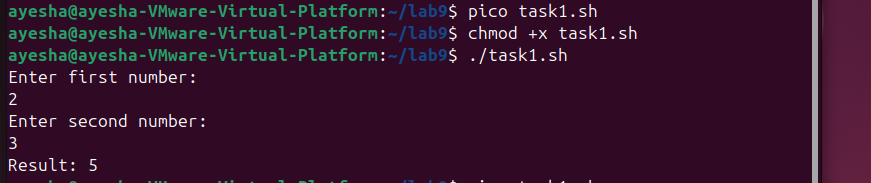 ayesha@ayesha-VMware-Virtual-Platform:~/lab9$ pico task1.sh
ayesha@ayesha-VMware-Virtual-Platform:~/lab9$ chmod +x task1.sh
ayesha@ayesha-VMware-Virtual-Platform:~/lab9$ ./task1.sh
Enter first number:
2
Enter second number:
3
Result: 5